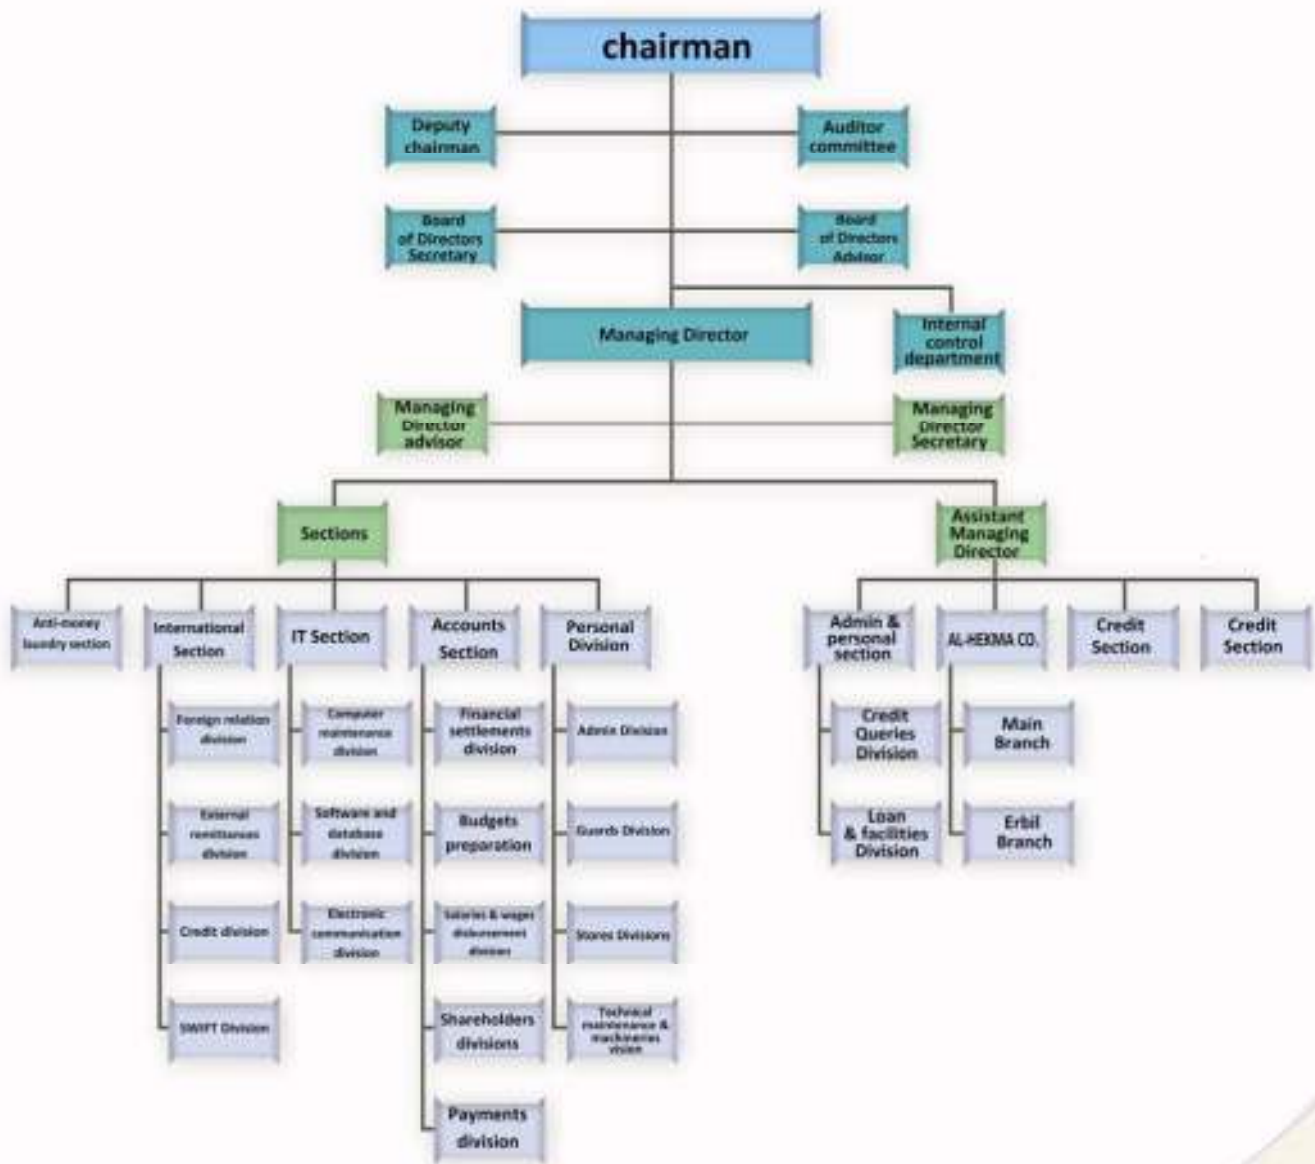 chairman
Deputy
chairman
Auditor
committee
Board
of Directors
Secretary
Board
of Directors
Advisor
Managing Director
Internal
control
department
Managing
Director
advisor
Managing
Director
Secretary
Sections
Assistant
Managing
Director
Anti-money
laundry section
International
Section
IT Section
Accounts
Section
Personal
Division
Admin &
personal
section
AL-HEKMA CO.
Credit
Section
Credit
Section
Foreign relation
division
Computer
maintenance
division
Financial
settlements
division
Admin Division
Credit
Queries
Division
Main
Branch
External
remittances
division
Software and
database
division
Budgets
preparation
Guards Division
Loan
& facilities
Division
Erbil
Branch
Credit division
Electronic
communication
division
Salaries & wages
disbursement
division
Stores Divisions
SWIFT Division
Shareholders
divisions
Technical
maintenance &
machineries
vision
Payments
division